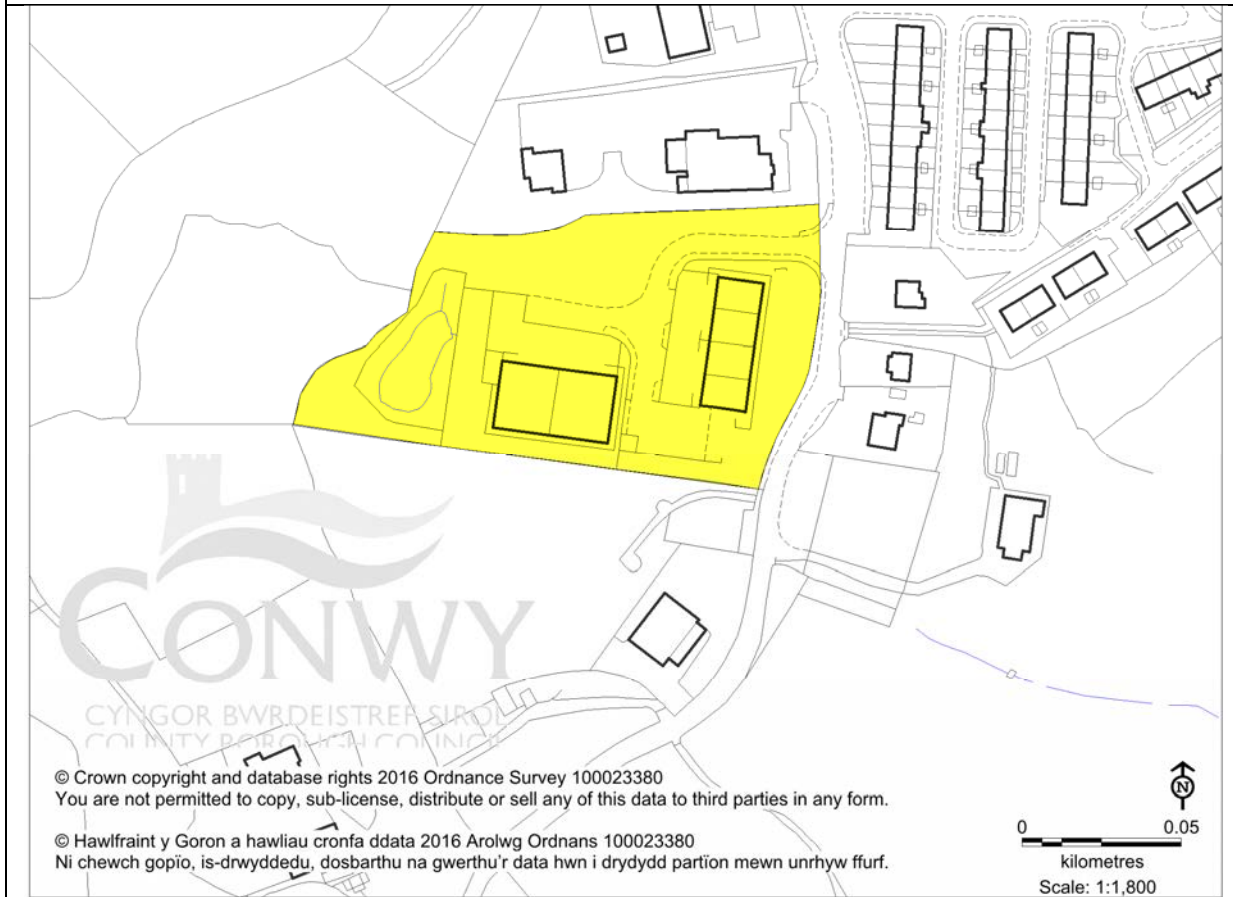 CONWY
CYNGOR BWRDEISTREF SIROL
COUNTY BOROUGH COUNCIL
© Crown copyright and database rights 2016 Ordnance Survey 100023380
You are not permitted to copy, sub-license, distribute or sell any of this data to third parties in any form.
© Hawlfraint y Goron a hawliau cronfa ddata 2016 Arolwg Ordnans 100023380
Ni chewch gopïo, is-drwyddedu, dosbarthu na gwerthu'r data hwn i drydydd partïon mewn unrhyw ffurf.
N
0 0.05
kilometres
Scale: 1:1,800